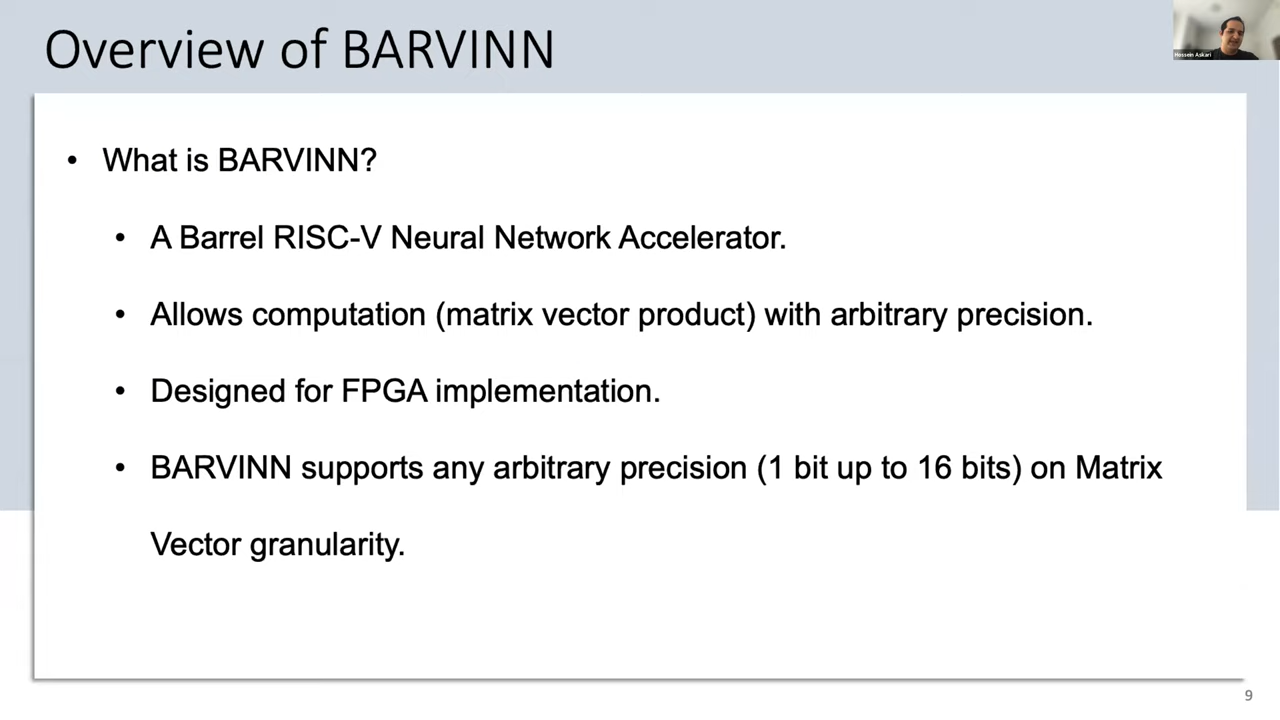 Overview of BARVINN
Hossein Askari
• What is BARVINN?
• A Barrel RISC-V Neural Network Accelerator.
• Allows computation (matrix vector product) with arbitrary precision.
• Designed for FPGA implementation.
• BARVINN supports any arbitrary precision (1 bit up to 16 bits) on Matrix
Vector granularity.
9